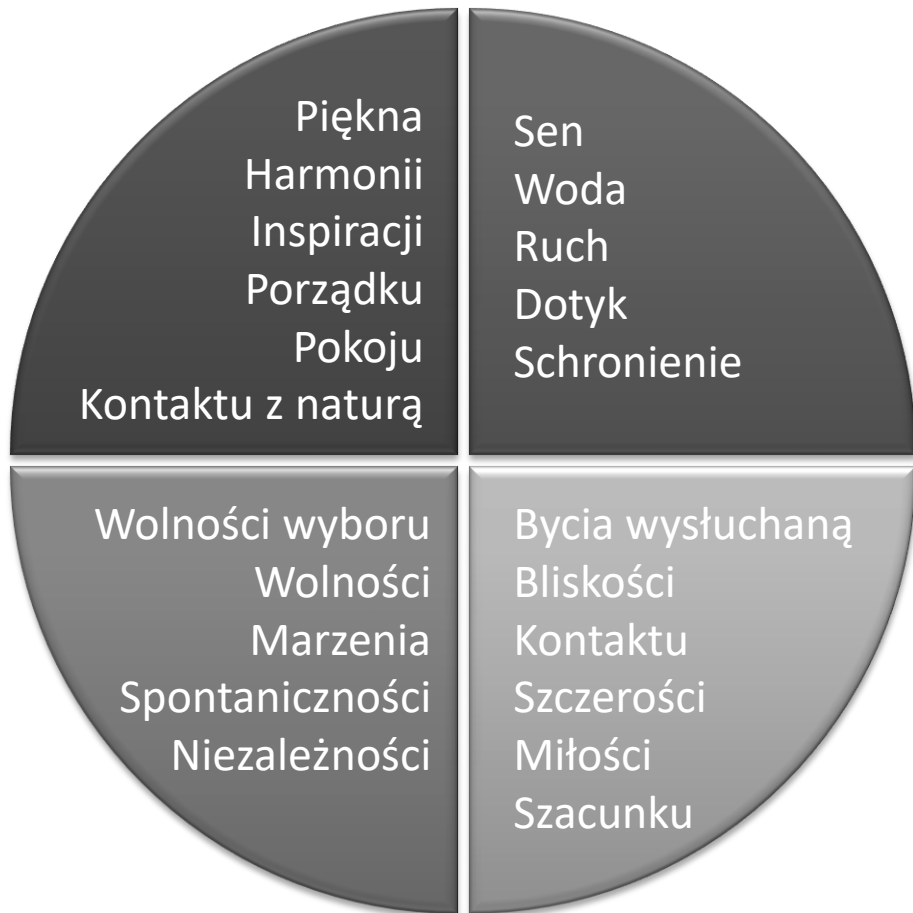 Piękna
Harmonii
Inspiracji
Porządku
Pokoju
Kontaktu z naturą
Sen
Woda
Ruch
Dotyk
Schronienie
Wolności wyboru
Wolności
Marzenia
Spontaniczności
Niezależności
Bycia wysłuchaną
Bliskości
Kontaktu
Szczerości
Miłości
Szacunku